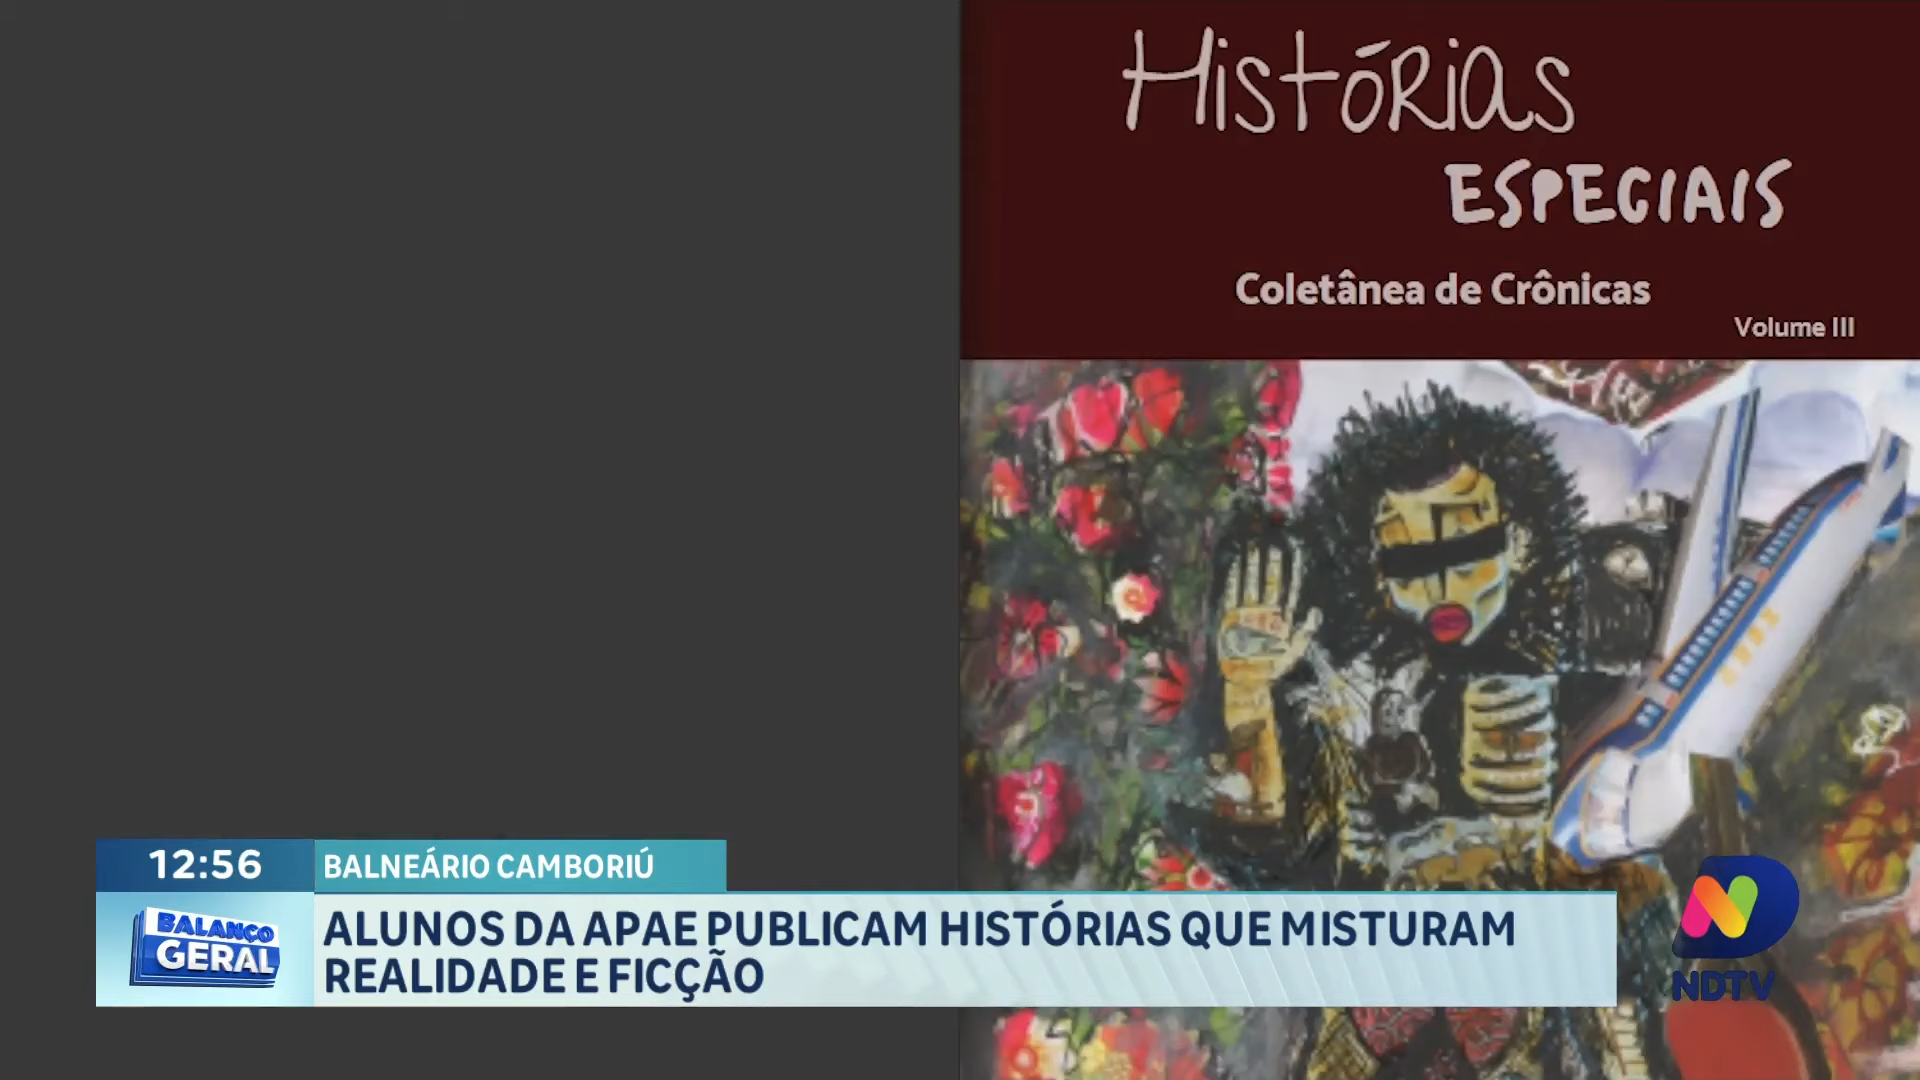 HISTÓRIAS
ESPECIAIS
Coletânea de Crônicas
Volume III
12:56
BALNEÁRIO CAMBORIÚ
BALANÇO
GERAL
ALUNOS DA APAE PUBLICAM HISTÓRIAS QUE MISTURAM
REALIDADE E FICÇÃO
N
NDTV